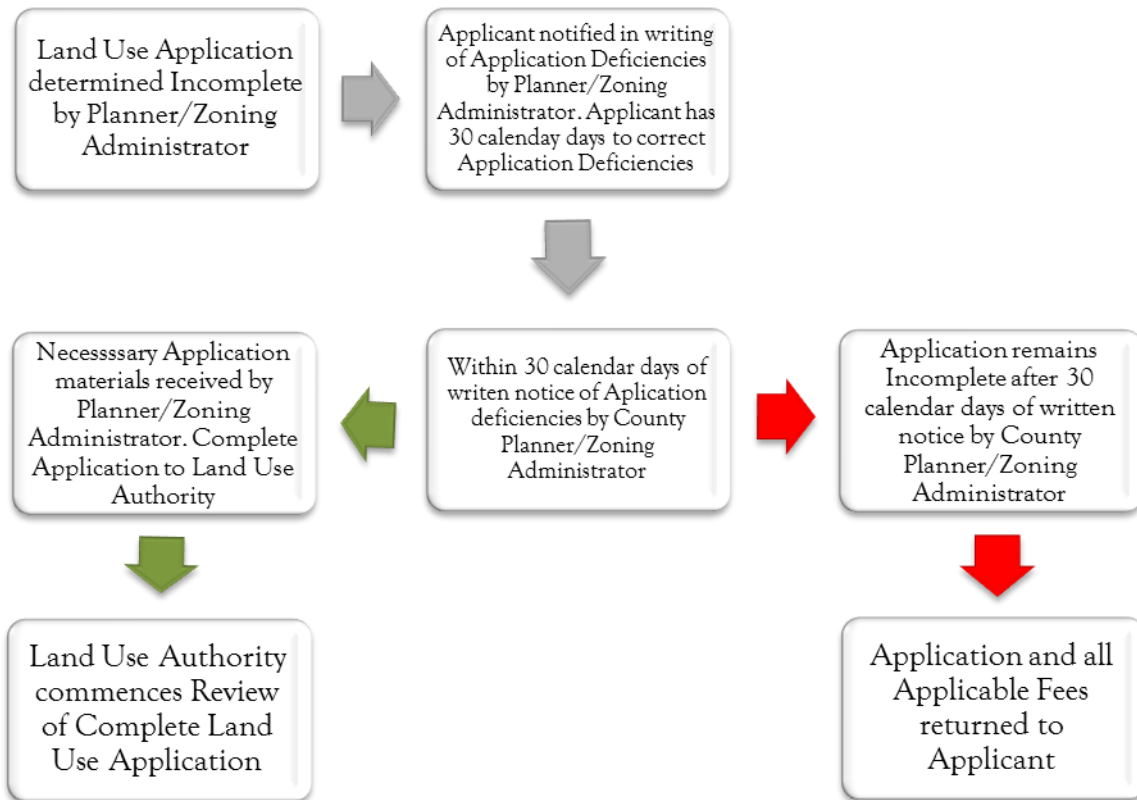 Land Use Application
determined Incomplete
by Planner/Zoning
Administrator
Applicant notified in writing
of Application Deficiencies
by Planner/Zoning
Administrator. Applicant has
30 calenday days to correct
Application Deficiencies
Necesssary Application
materials received by
Planner/Zoning
Administrator. Complete
Application to Land Use
Authority
Within 30 calendar days of
writen notice of Aplication
deficiencies by County
Planner/Zoning
Administrator
Application remains
Incomplete after 30
calendar days of written
notice by County
Planner/Zoning
Administrator
Land Use Authority
commences Review
of Complete Land
Use Application
Application and all
Applicable Fees
returned to
Applicant